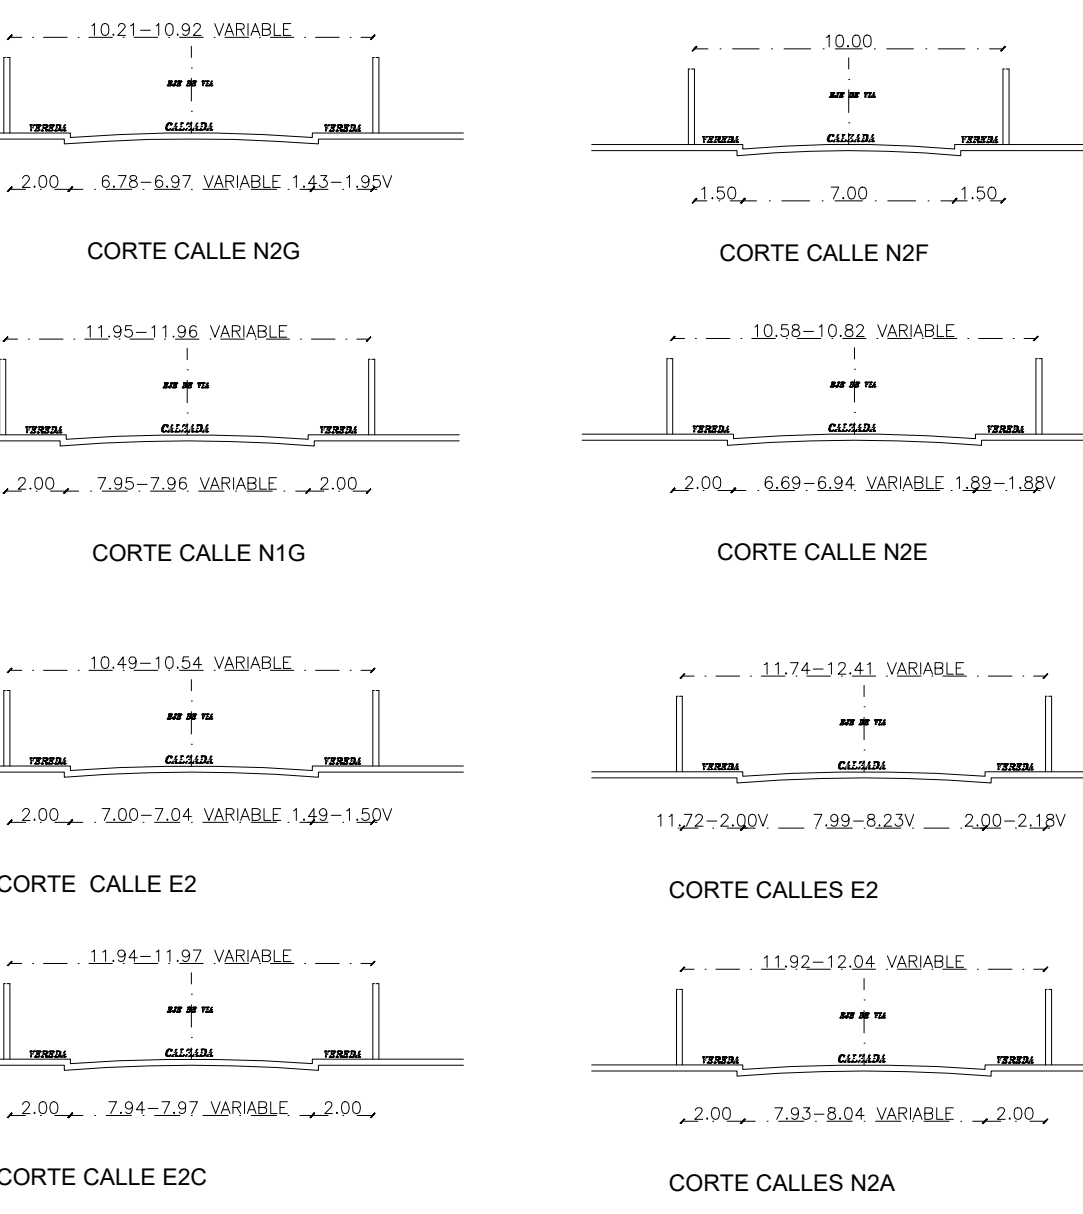 10.21-10.92 VARIABLE
EJE DE VIA
VEREDA CALZADA VEREDA
2.00 6.78-6.97 VARIABLE 1.43-1.95V
CORTE CALLE N2G
10.00
EJE DE VIA
VEREDA CALZADA VEREDA
1.50 7.00 1.50
CORTE CALLE N2F
11.95-11.96 VARIABLE
EJE DE VIA
VEREDA CALZADA VEREDA
2.00 7.95-7.96 VARIABLE 2.00
CORTE CALLE N1G
10.58-10.82 VARIABLE
EJE DE VIA
VEREDA CALZADA VEREDA
2.00 6.69-6.94 VARIABLE 1.89-1.88V
CORTE CALLE N2E
10.49-10.54 VARIABLE
EJE DE VIA
VEREDA CALZADA VEREDA
2.00 7.00-7.04 VARIABLE 1.49-1.50V
CORTE CALLE E2
11.74-12.41 VARIABLE
EJE DE VIA
VEREDA CALZADA VEREDA
11.72-2.00V 7.99-8.23V 2.00-2.18V
CORTE CALLES E2
11.94-11.97 VARIABLE
EJE DE VIA
VEREDA CALZADA VEREDA
2.00 7.94-7.97 VARIABLE 2.00
CORTE CALLE E2C
11.92-12.04 VARIABLE
EJE DE VIA
VEREDA CALZADA VEREDA
2.00 7.93-8.04 VARIABLE 2.00
CORTE CALLES N2A